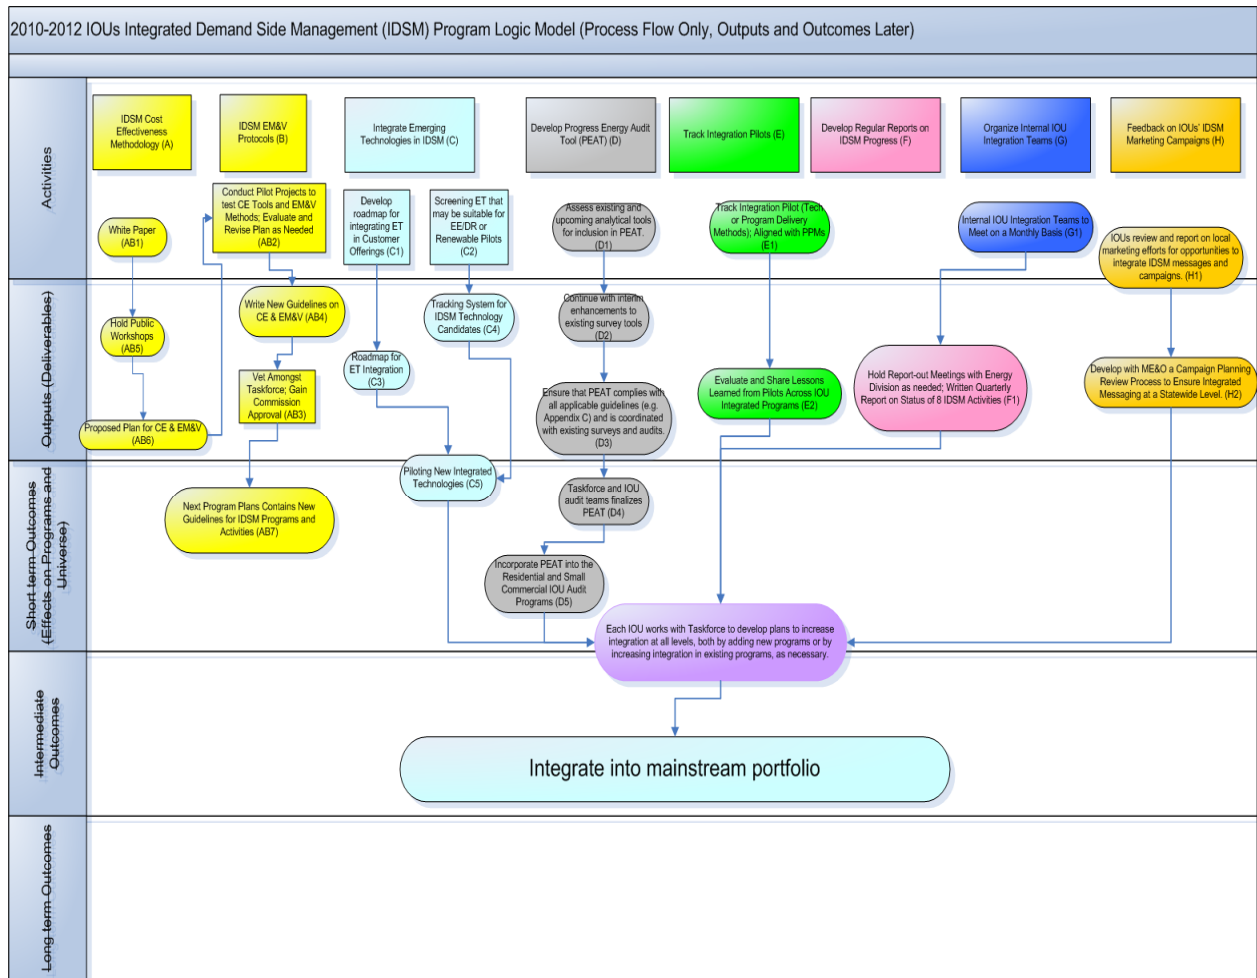 2010-2012 IOUs Integrated Demand Side Management (IDSM) Program Logic Model (Process Flow Only, Outputs and Outcomes Later)
Activities
IDSM Cost
Effectiveness
Methodology (A)
IDSM EM&V
Protocols (B)
Integrate Emerging
Technologies in IDSM (C)
Develop Progress Energy Audit
Tool (PEAT) (D)
Track Integration Pilots (E)
Develop Regular Reports on
IDSM Progress (F)
Organize Internal IOU
Integration Teams (G)
Feedback on IOUs' IDSM
Marketing Campaigns (H)
White Paper
(AB1)
Conduct Pilot Projects to
test CE Tools and EM&V
Methods; Evaluate and
Revise Plan as Needed
(AB2)
Develop
roadmap for
integrating ET
in Customer
Offerings (C1)
Screening ET that
may be suitable for
EE/DR or
Renewable Pilots
(C2)
Assess existing and
upcoming analytical tools
for inclusion in PEAT.
(D1)
Track Integration Pilot (Tech
or Program Delivery
Methods); Aligned with PPMs
(E1)
Internal IOU Integration Teams to
Meet on a Monthly Basis (G1)
IOUs review and report on local
marketing efforts for opportunities to
integrate IDSM messages and
campaigns. (H1)
Outputs (Deliverables)
Hold Public
Workshops
(AB5)
Write New Guidelines on
CE & EM&V (AB4)
Vet Amongst
Taskforce; Gain
Commission
Approval (AB3)
Proposed Plan for CE & EM&V
(AB6)
Roadmap for
ET Integration
(C3)
Tracking System for
IDSM Technology
Candidates (C4)
Continue with interim
enhancements to
existing survey tools
(D2)
Ensure that PEAT complies with
all applicable guidelines (e.g.
Appendix C) and is coordinated
with existing surveys and audits.
(D3)
Evaluate and Share Lessons
Learned from Pilots Across IOU
Integrated Programs (E2)
Hold Report-out Meetings with Energy
Division as needed; Written Quarterly
Report on Status of 8 IDSM Activities (F1)
Develop with ME&O a Campaign Planning
Review Process to Ensure Integrated
Messaging at a Statewide Level. (H2)
Short term Outcomes
(Effects on Programs and
Universe)
Next Program Plans Contains New
Guidelines for IDSM Programs and
Activities (AB7)
Piloting New Integrated
Technologies (C5)
Taskforce and IOU
audit teams finalizes
PEAT (D4)
Incorporate PEAT into the
Residential and Small
Commercial IOU Audit
Programs (D5)
Each IOU works with Taskforce to develop plans to increase
integration at all levels, both by adding new programs or by
increasing integration in existing programs, as necessary.
Intermediate
Outcomes
Integrate into mainstream portfolio
Long term Outcomes